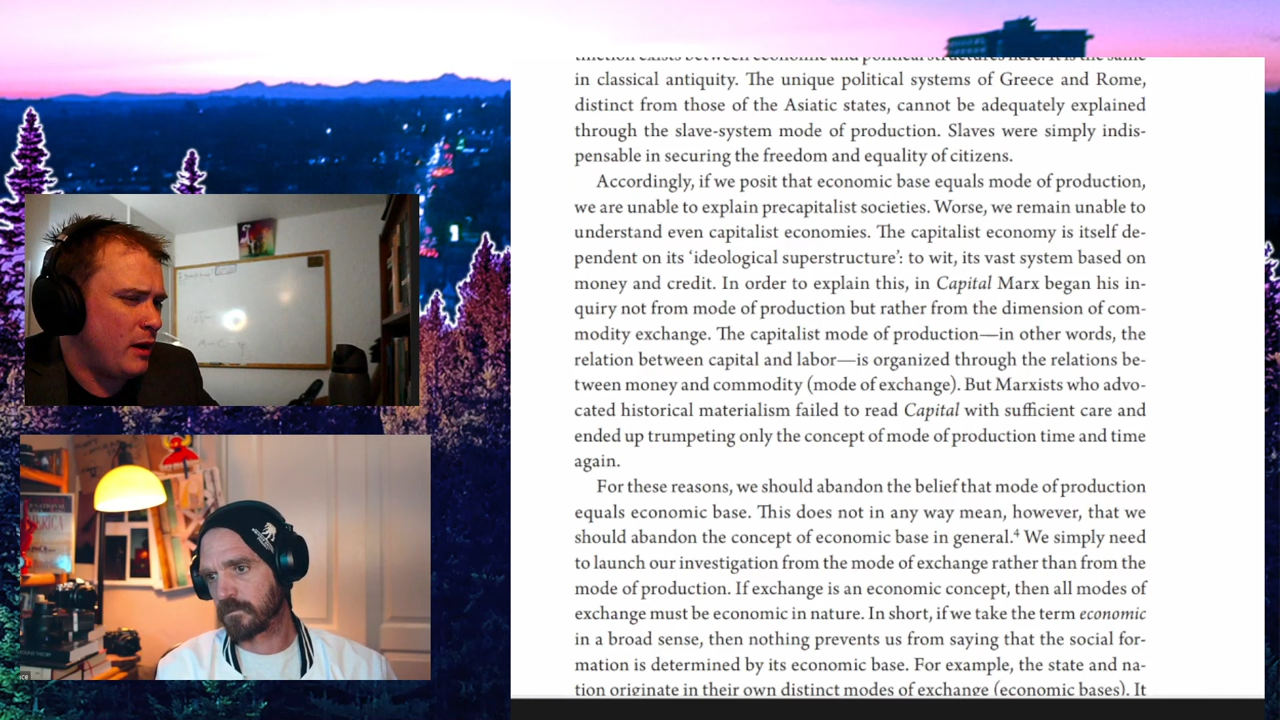 in classical antiquity. The unique political systems of Greece and Rome,
distinct from those of the Asiatic states, cannot be adequately explained
through the slave-system mode of production. Slaves were simply indis-
pensable in securing the freedom and equality of citizens.
Accordingly, if we posit that economic base equals mode of production,
we are unable to explain precapitalist societies. Worse, we remain unable to
understand even capitalist economies. The capitalist economy is itself de-
pendent on its ‘ideological superstructure’: to wit, its vast system based on
money and credit. In order to explain this, in Capital Marx began his in-
quiry not from mode of production but rather from the dimension of com-
modity exchange. The capitalist mode of production—in other words, the
relation between capital and labor—is organized through the relations be-
tween money and commodity (mode of exchange). But Marxists who advo-
cated historical materialism failed to read Capital with sufficient care and
ended up trumpeting only the concept of mode of production time and time
again.
For these reasons, we should abandon the belief that mode of production
equals economic base. This does not in any way mean, however, that we
should abandon the concept of economic base in general.⁴ We simply need
to launch our investigation from the mode of exchange rather than from the
mode of production. If exchange is an economic concept, then all modes of
exchange must be economic in nature. In short, if we take the term economic
in a broad sense, then nothing prevents us from saying that the social for-
mation is determined by its economic base. For example, the state and na-
tion originate in their own distinct modes of exchange (economic bases). It